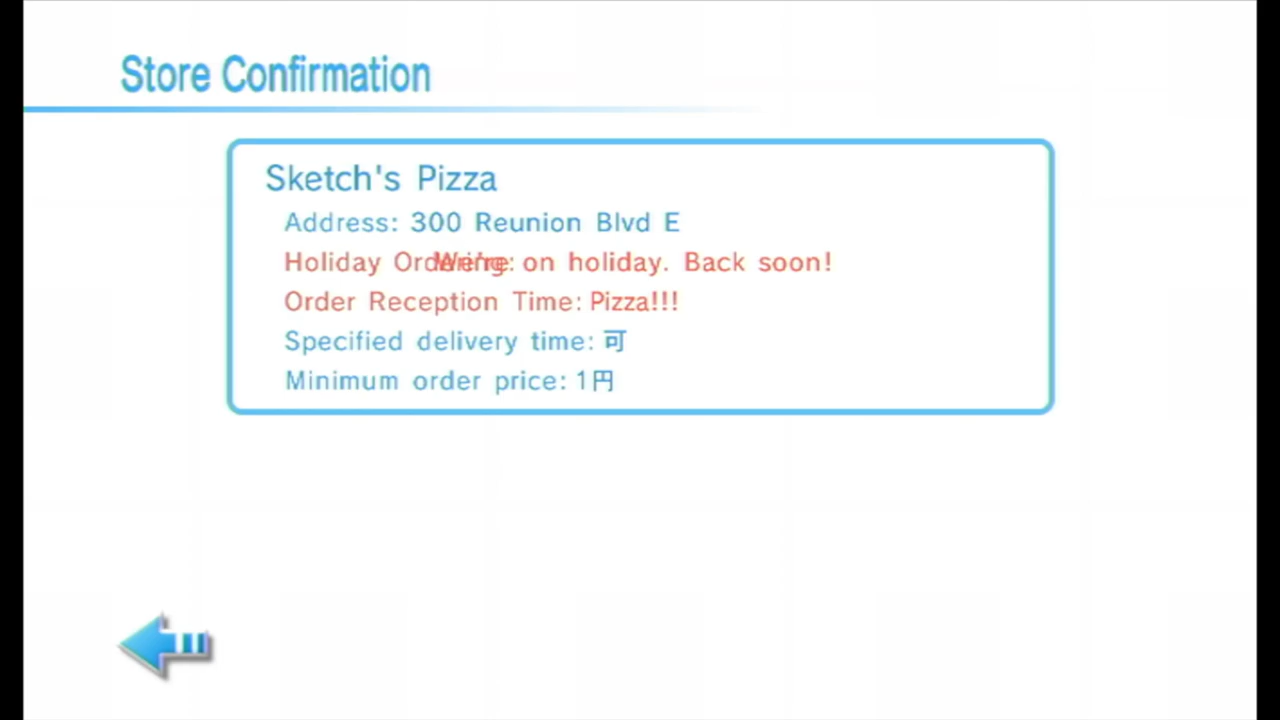 Store Confirmation
Sketch's Pizza
Address: 300 Reunion Blvd E
Holiday Ordering: We're on holiday. Back soon!
Order Reception Time: Pizza!!!
Specified delivery time: 可
Minimum order price: 1円